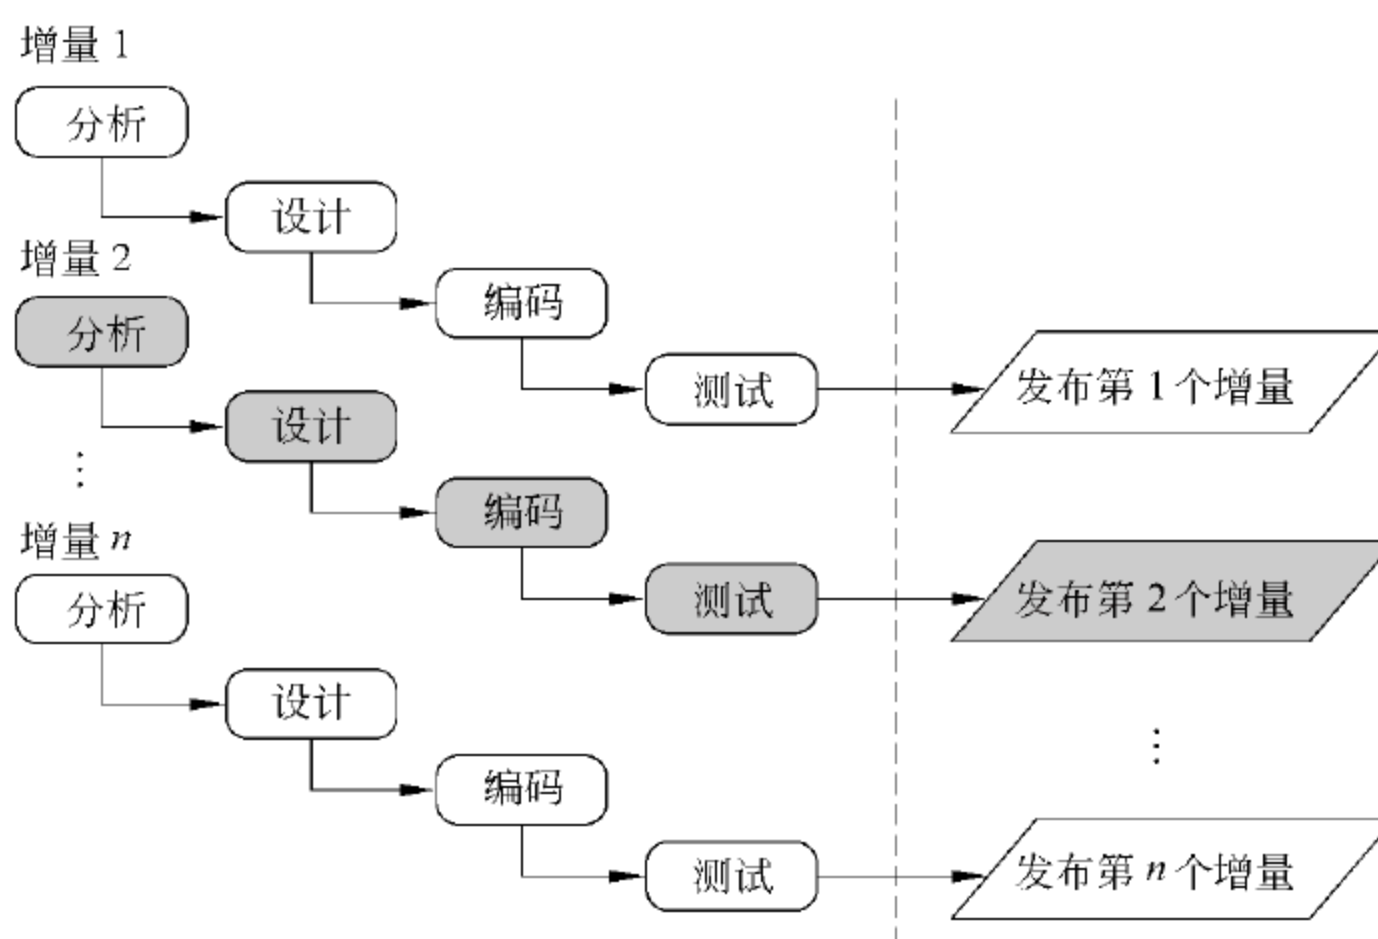 增量 1
分析
设计
增量 2
编码
分析
测试
发布第 1 个增量
设计
⋮
编码
增量 n
测试
发布第 2 个增量
分析
设计
⋮
编码
测试
发布第 n 个增量